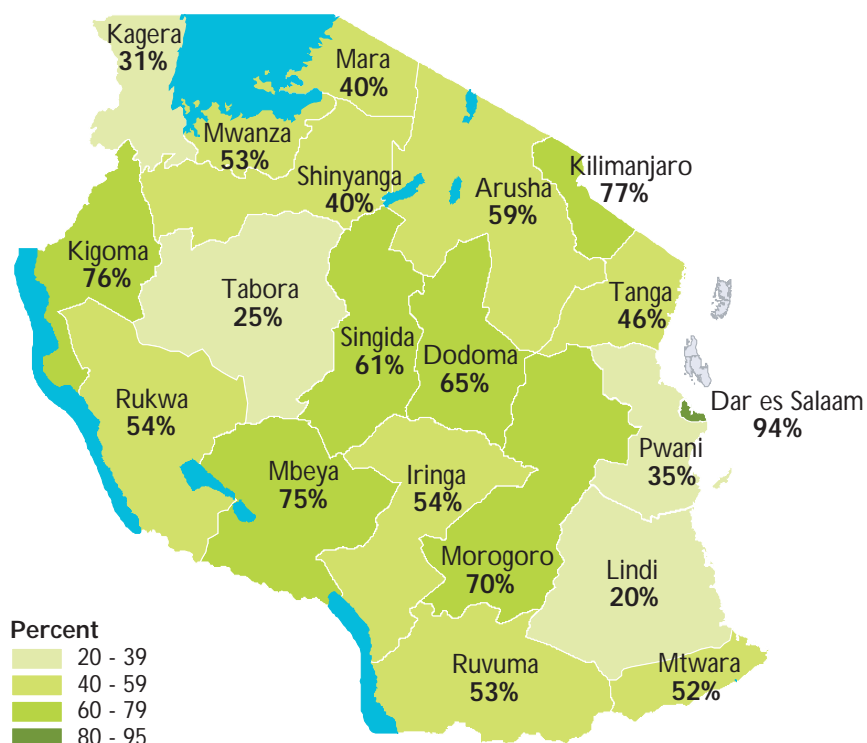 Kagera
31%
Mara
40%
Mwanza
53%
Shinyanga
40%
Arusha
59%
Kilimanjaro
77%
Kigoma
76%
Tabora
25%
Singida
61%
Dodoma
65%
Tanga
46%
Rukwa
54%
Dar es Salaam
94%
Pwani
35%
Mbeya
75%
Iringa
54%
Morogoro
70%
Lindi
20%
Ruvuma
53%
Mtwara
52%
Percent
20 - 39
40 - 59
60 - 79
80 - 95